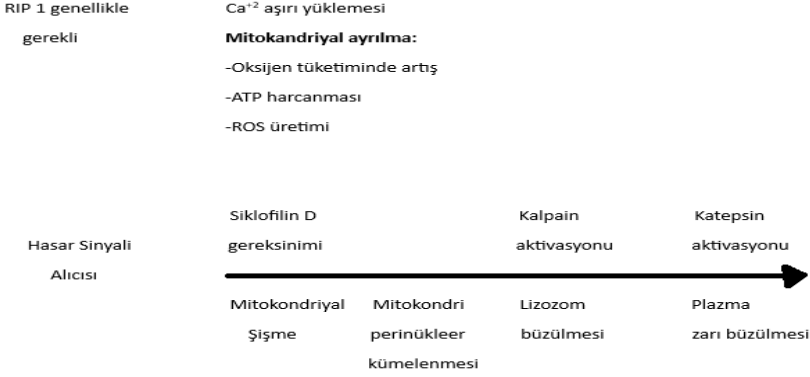 RIP 1 genellikle
gerekli
Ca⁺² aşırı yüklemesi
Mitokandriyal ayrılma:
-Oksijen tüketiminde artış
-ATP harcanması
-ROS üretimi
Hasar Sinyali
Alıcısı
Siklofilin D
gereksinimi
Kalpain
aktivasyonu
Katepsin
aktivasyonu
Mitokondriyal
Şişme
Mitokondri
perinükleer
kümelenmesi
Lizozom
büzülmesi
Plazma
zarı büzülmesi